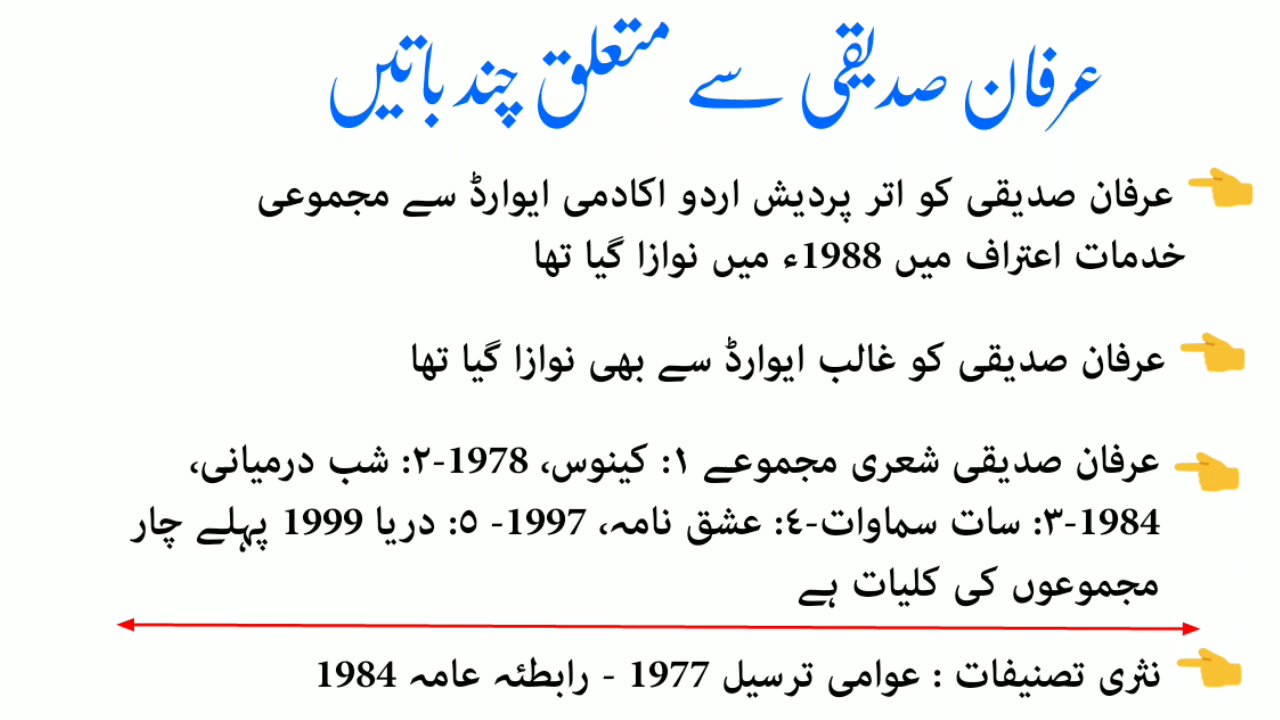 عرفان صدیقی سے متعلق چند باتیں
عرفان صدیقی کو اتر پردیش اردو اکادمی ایوارڈ سے مجموعی
خدمات اعتراف میں 1988ء میں نوازا گیا تھا
عرفان صدیقی کو غالب ایوارڈ سے بھی نوازا گیا تھا
عرفان صدیقی شعری مجموعے ۱: کینوس، 1978-۲: شب درمیانی،
1984-۳: سات سماوات-٤: عشق نامہ، 1997- ٥: دریا 1999 پہلے چار
مجموعوں کی کلیات ہے
نثری تصنیفات : عوامی ترسیل 1977 - رابطئہ عامہ 1984